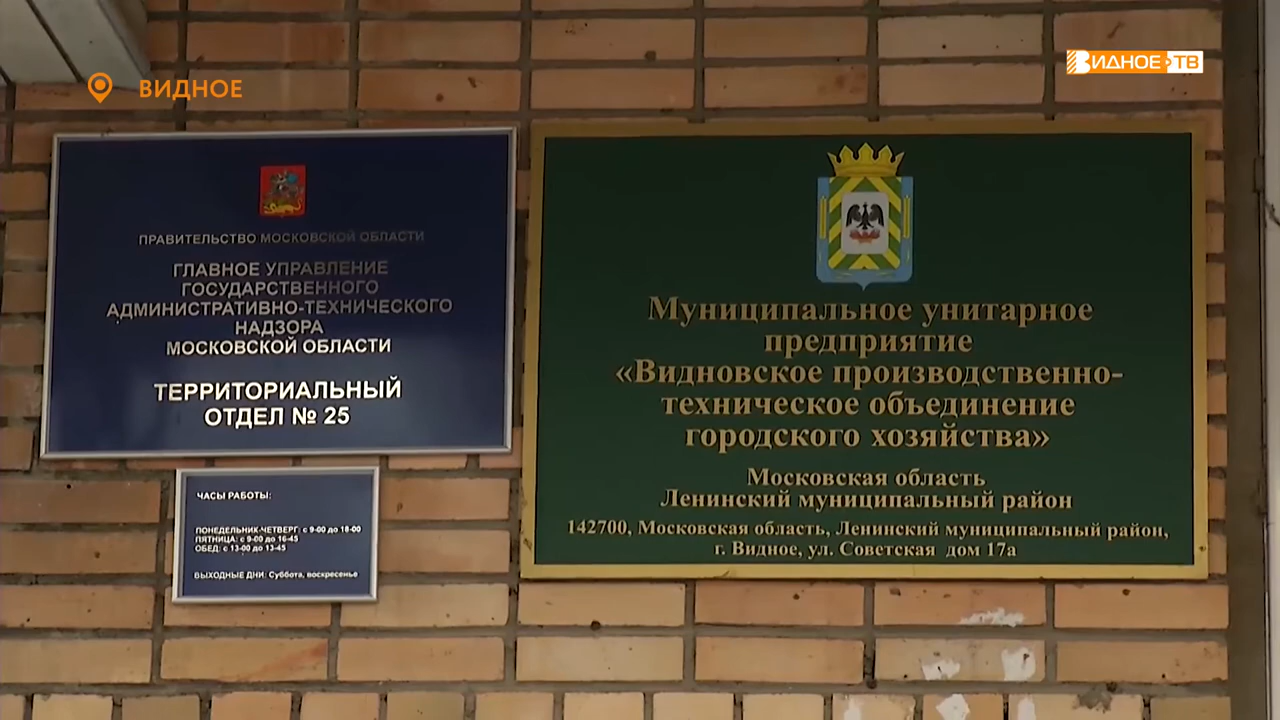 ВИДНОЕ
ВИДНОЕ ТВ
ПРАВИТЕЛЬСТВО МОСКОВСКОЙ ОБЛАСТИ
ГЛАВНОЕ УПРАВЛЕНИЕ
ГОСУДАРСТВЕННОГО
АДМИНИСТРАТИВНО-ТЕХНИЧЕСКОГО
НАДЗОРА
МОСКОВСКОЙ ОБЛАСТИ
ТЕРРИТОРИАЛЬНЫЙ
ОТДЕЛ № 25
ЧАСЫ РАБОТЫ:
ПОНЕДЕЛЬНИК-ЧЕТВЕРГ: с 9-00 до 18-00
ПЯТНИЦА: с 9-00 до 16-45
ОБЕД: с 13-00 до 13-45
ВЫХОДНЫЕ ДНИ: Суббота, воскресенье
Муниципальное унитарное
предприятие
«Видновское производственно-
техническое объединение
городского хозяйства»
Московская область
Ленинский муниципальный район
142700, Московская область, Ленинский муниципальный район,
г. Видное, ул. Советская дом 17а